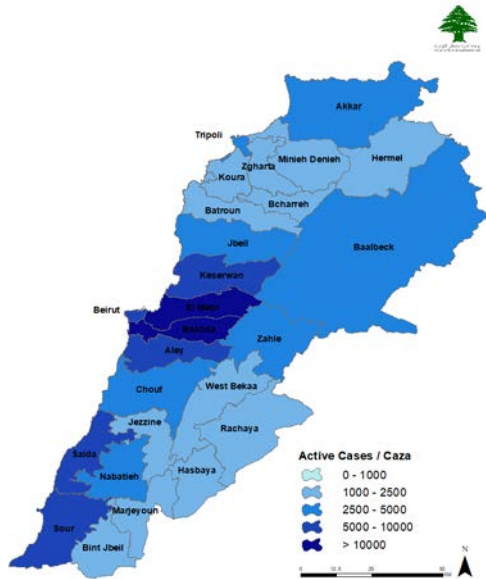 Akkar
Tripoli
Zgharta
Minieh Denieh
Hermel
Koura
Bcharreh
Batroun
Baalbeck
Jbeil
Keserwan
El Metn
Beirut
Baabda
Zahle
Aley
West Bekaa
Chouf
Jezzine
Rachaya
Saida
Nabatieh
Hasbaya
Marjeyoun
Sour
Bint Jbeil
Active Cases / Caza
0 - 1000
1000 - 2500
2500 - 5000
5000 - 10000
> 10000
N